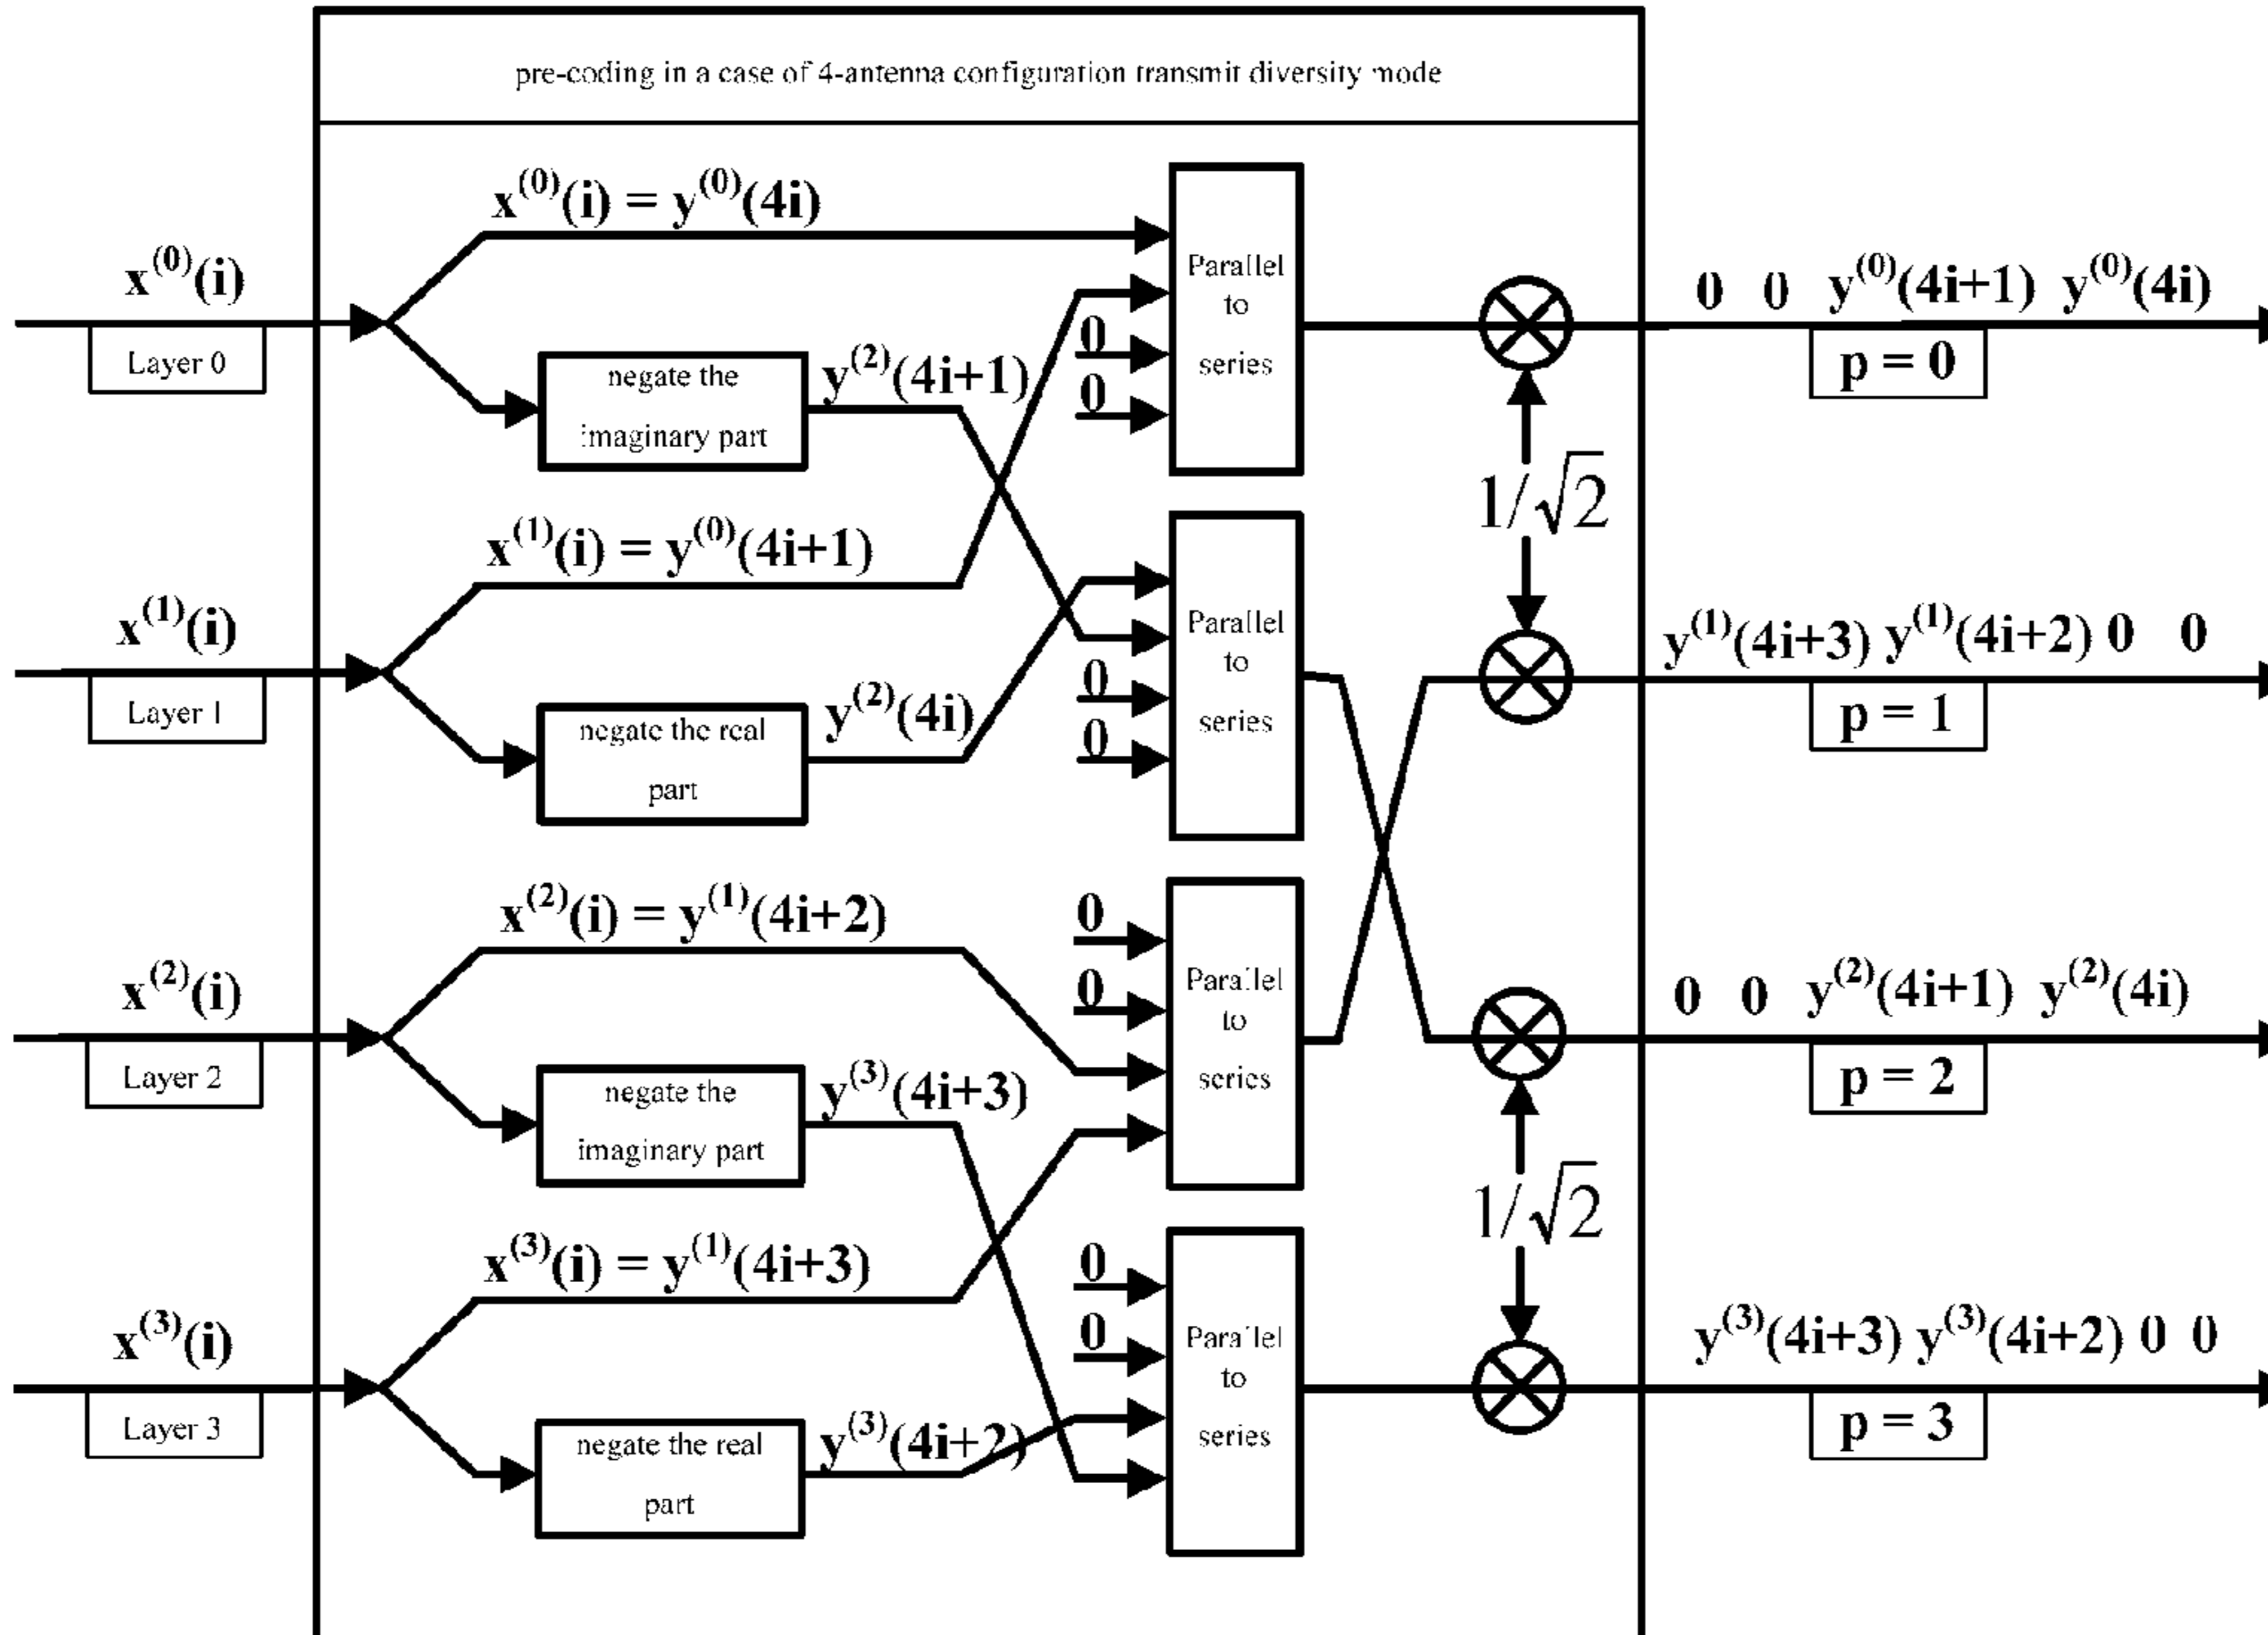 pre-coding in a case of 4-antenna configuration transmit diversity mode
x^(0)(i) = y^(0)(4i)
x^(0)(i)
Layer 0
negate the
imaginary part
y^(2)(4i+1)
0
0
Parallel
to
series
0 0 y^(0)(4i+1) y^(0)(4i)
p = 0
1/√2
x^(1)(i) = y^(0)(4i+1)
x^(1)(i)
Layer 1
negate the real
part
y^(2)(4i)
0
0
Parallel
to
series
y^(1)(4i+3) y^(1)(4i+2) 0 0
p = 1
x^(2)(i) = y^(1)(4i+2)
x^(2)(i)
Layer 2
negate the
imaginary part
y^(3)(4i+3)
0
0
Parallel
to
series
0 0 y^(2)(4i+1) y^(2)(4i)
p = 2
1/√2
x^(3)(i) = y^(1)(4i+3)
x^(3)(i)
Layer 3
negate the real
part
y^(3)(4i+2)
0
0
Parallel
to
series
y^(3)(4i+3) y^(3)(4i+2) 0 0
p = 3